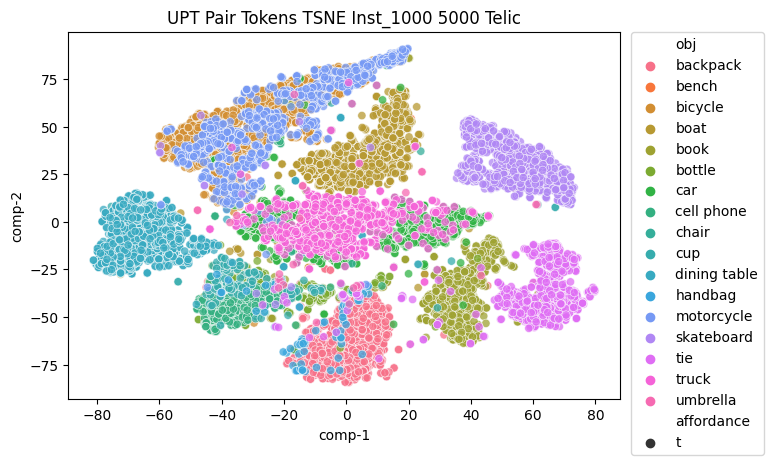 UPT Pair Tokens TSNE Inst_1000 5000 Telic
comp-2
75
50
25
0
−25
−50
−75
−80
−60
−40
−20
0
20
40
60
80
comp-1
obj
backpack
bench
bicycle
boat
book
bottle
car
cell phone
chair
cup
dining table
handbag
motorcycle
skateboard
tie
truck
umbrella
affordance
t